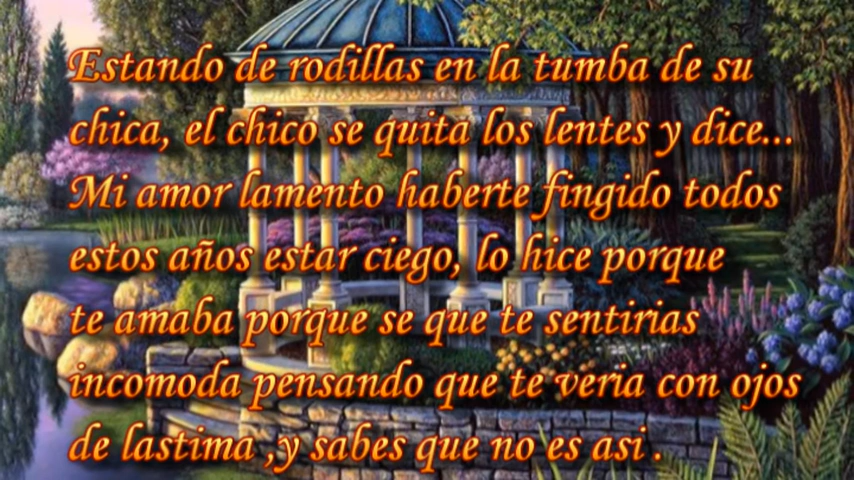 Estando de rodillas en la tumba de su
chica, el chico se quita los lentes y dice...
Mi amor lamento haberte fingido todos
estos años estar ciego, lo hice porque
te amaba porque se que te sentirias
incomoda pensando que te veria con ojos
de lastima ,y sabes que no es asi .